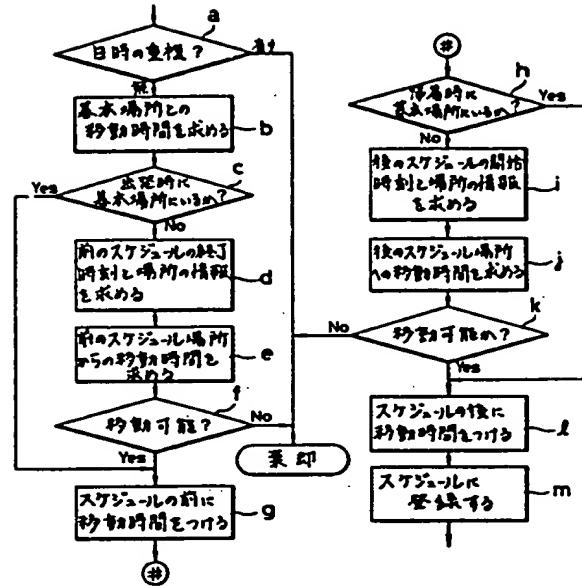 日時の重複?
有り
a
無
基本場所との
移動時間を求める
b
出発時に
基本場所にいるか?
c
Yes
No
前のスケジュールの終了
時刻と場所の情報
を求める
d
前のスケジュール場所
からの移動時間を
求める
e
移動可能?
f
No
Yes
棄却
スケジュールの前に
移動時間をつける
g
#
#
帰着時に
基本場所にいるか?
h
Yes
No
後のスケジュールの開始
時刻と場所の情報
を求める
i
後のスケジュール場所
への移動時間を求める
j
移動可能か?
k
No
Yes
スケジュールの後に
移動時間をつける
l
スケジュールに
登録する
m